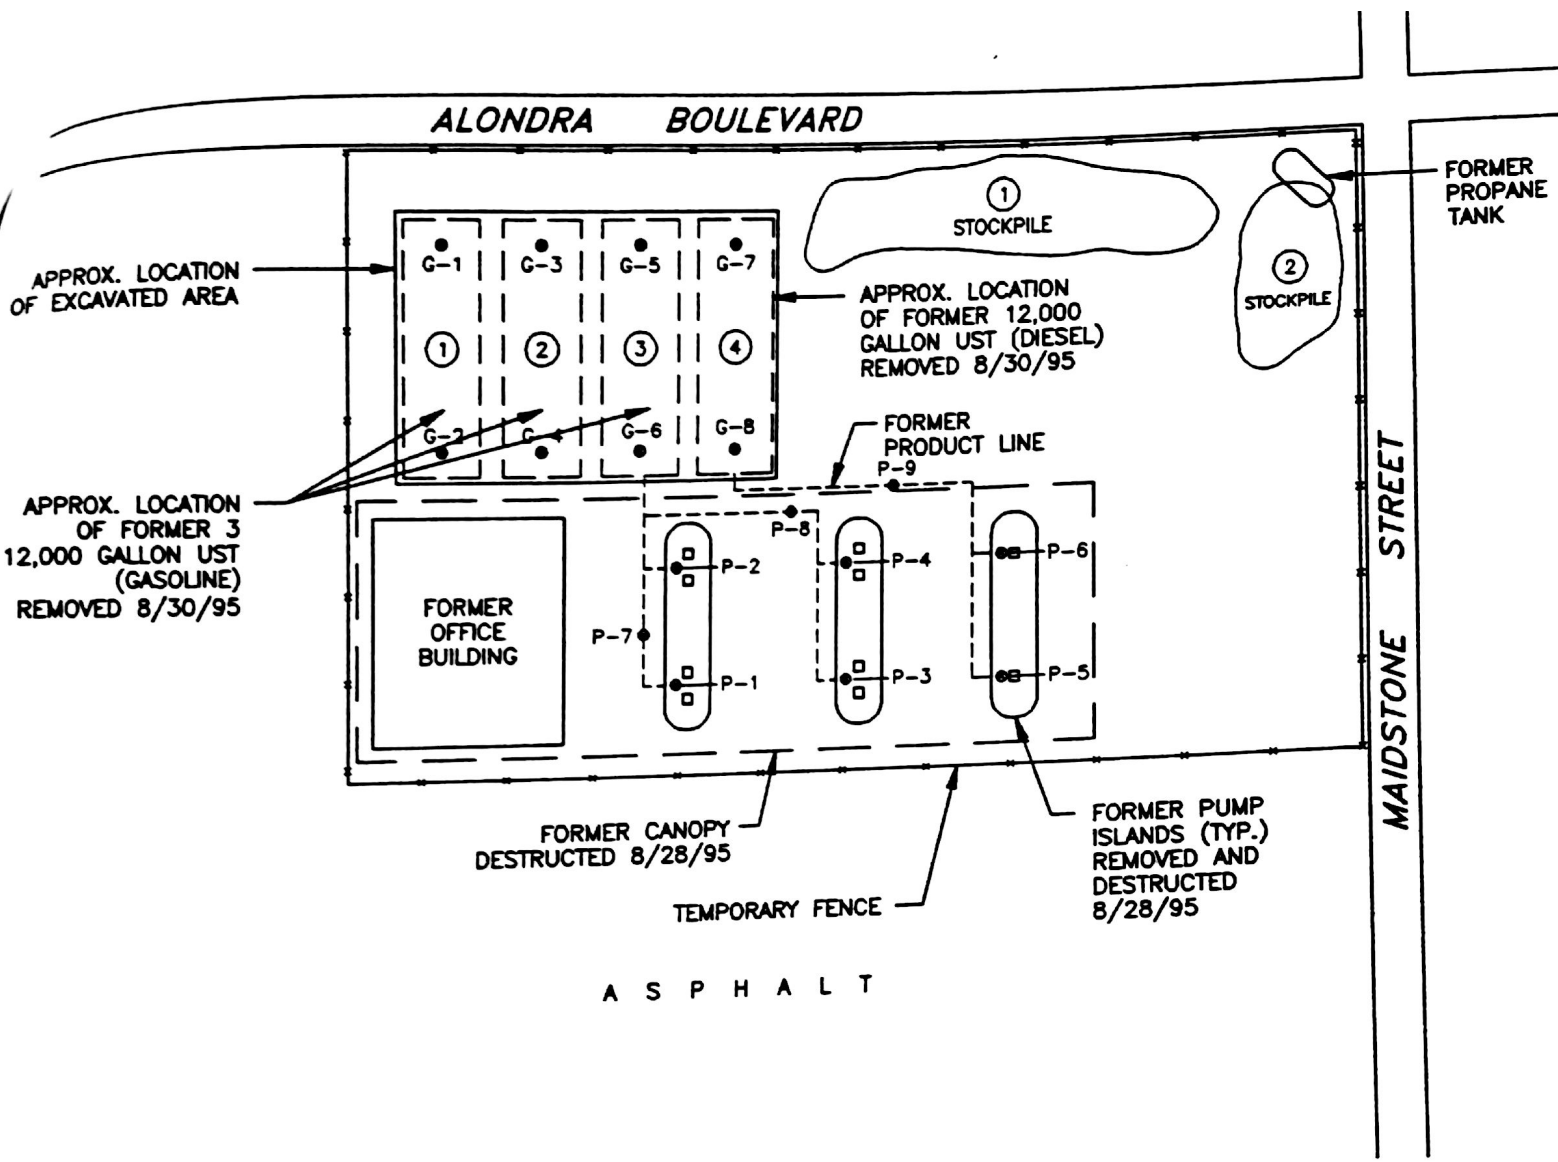 ALONDRA BOULEVARD
FORMER
PROPANE
TANK
1
STOCKPILE
2
STOCKPILE
APPROX. LOCATION
OF EXCAVATED AREA
G-1
G-3
G-5
G-7
1
2
3
4
G-2
G-4
G-6
G-8
APPROX. LOCATION
OF FORMER 12,000
GALLON UST (DIESEL)
REMOVED 8/30/95
FORMER
PRODUCT LINE
P-9
P-8
APPROX. LOCATION
OF FORMER 3
12,000 GALLON UST
(GASOLINE)
REMOVED 8/30/95
FORMER
OFFICE
BUILDING
P-2
P-4
P-6
P-7
P-1
P-3
P-5
MAIDSTONE STREET
FORMER CANOPY
DESTRUCTED 8/28/95
TEMPORARY FENCE
FORMER PUMP
ISLANDS (TYP.)
REMOVED AND
DESTRUCTED
8/28/95
ASPHALT